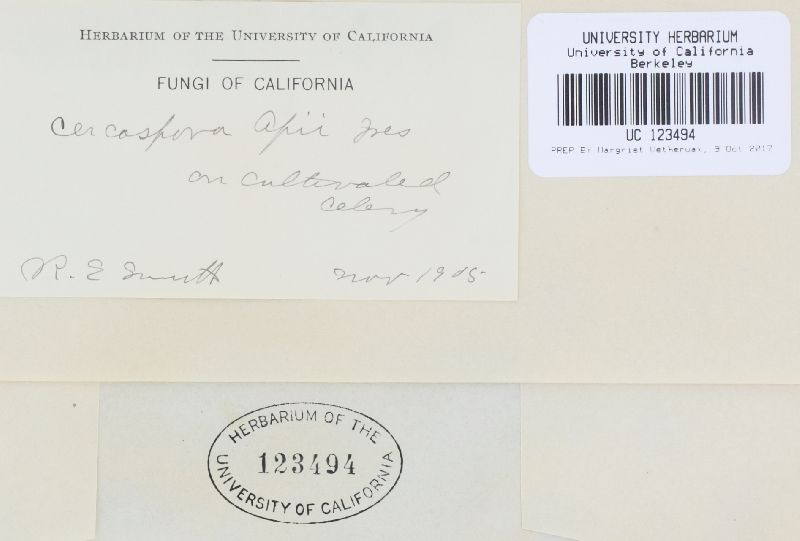 HERBARIUM OF THE UNIVERSITY OF CALIFORNIA
FUNGI OF CALIFORNIA
Cercospora Apii Fres
on cultivated
celery
R. E Smith
Nov 1905
UNIVERSITY HERBARIUM
University of California
Berkeley
UC 123494
PREP BY Margriet Wetherwax, 9 Oct 2017
HERBARIUM OF THE
123494
UNIVERSITY OF CALIFORNIA